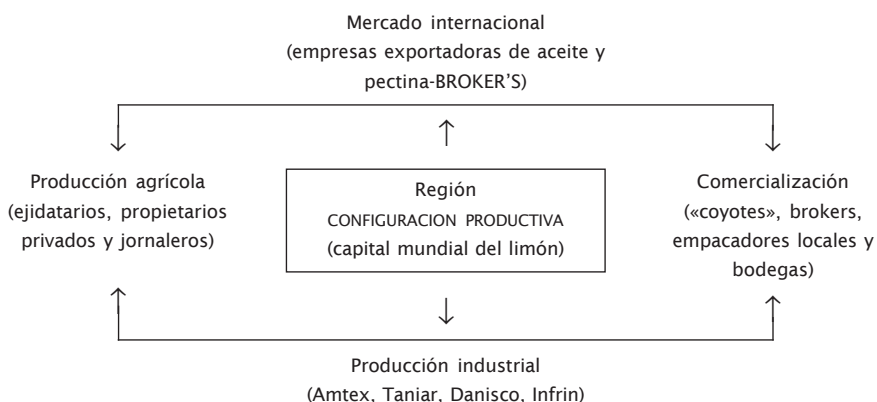 Mercado internacional
(empresas exportadoras de aceite y
pectina-BROKER'S)
Producción agrícola
(ejidatarios, propietarios
privados y jornaleros)
Región
CONFIGURACION PRODUCTIVA
(capital mundial del limón)
Comercialización
(«coyotes», brokers,
empacadores locales y
bodegas)
Producción industrial
(Amtex, Taniar, Danisco, Infrin)